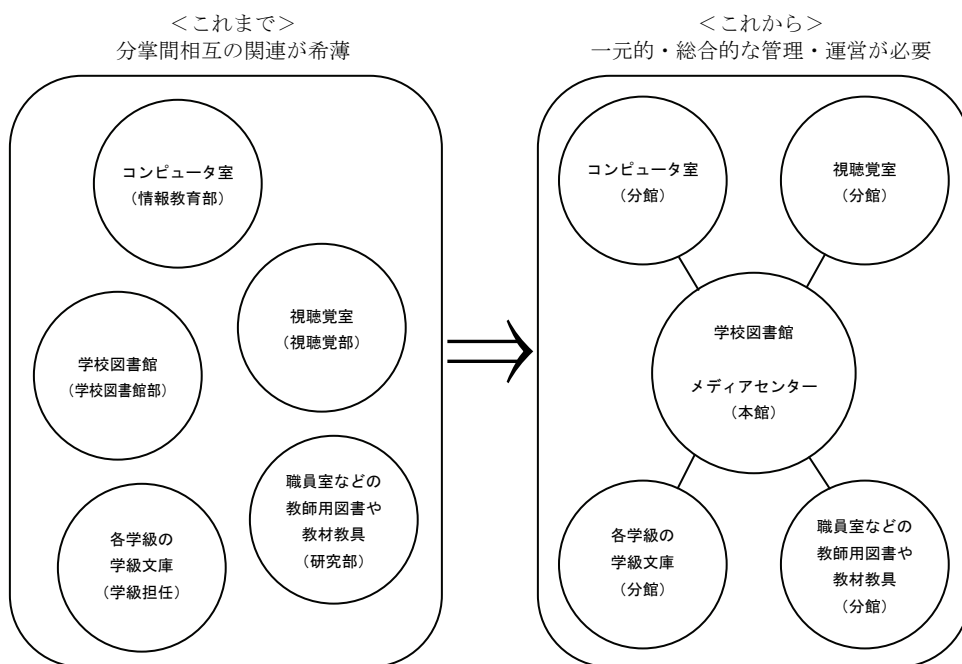 ＜これまで＞
分掌間相互の関連が希薄
コンピュータ室
（情報教育部）
視聴覚室
（視聴覚部）
学校図書館
（学校図書館部）
職員室などの
教師用図書や
教材教具
（研究部）
各学級の
学級文庫
（学級担任）
＜これから＞
一元的・総合的な管理・運営が必要
コンピュータ室
（分館）
視聴覚室
（分館）
学校図書館
メディアセンター
（本館）
各学級の
学級文庫
（分館）
職員室などの
教師用図書や
教材教具
（分館）